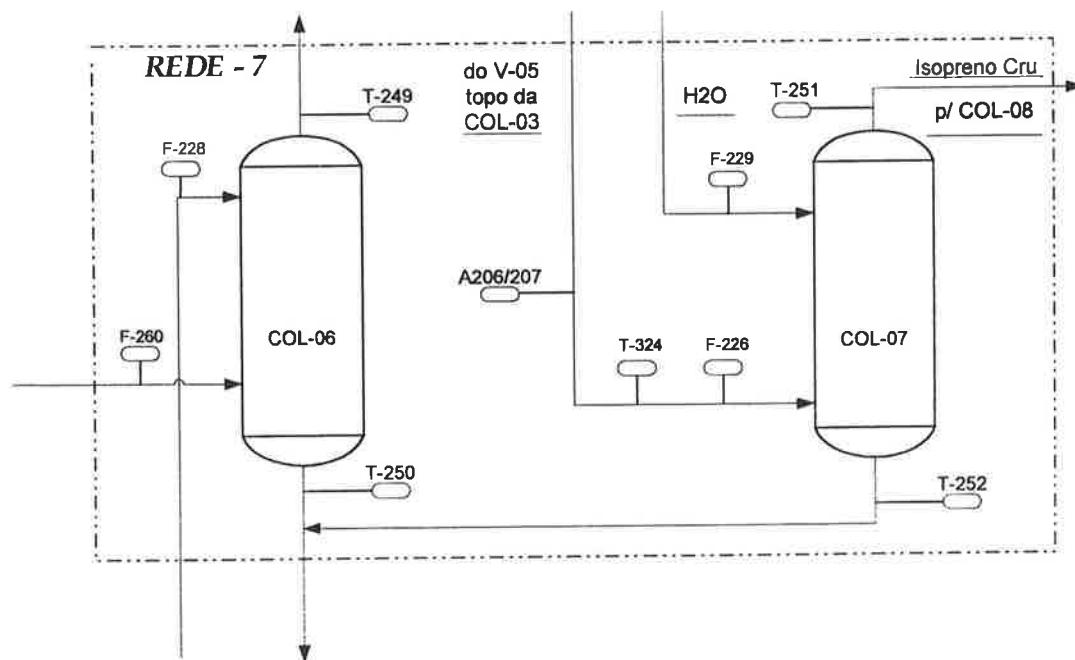 REDE - 7
T-249
F-228
F-260
COL-06
T-250
do V-05
topo da
COL-03
H2O
T-251
Isopreno Cru
p/ COL-08
F-229
A206/207
T-324
F-226
COL-07
T-252